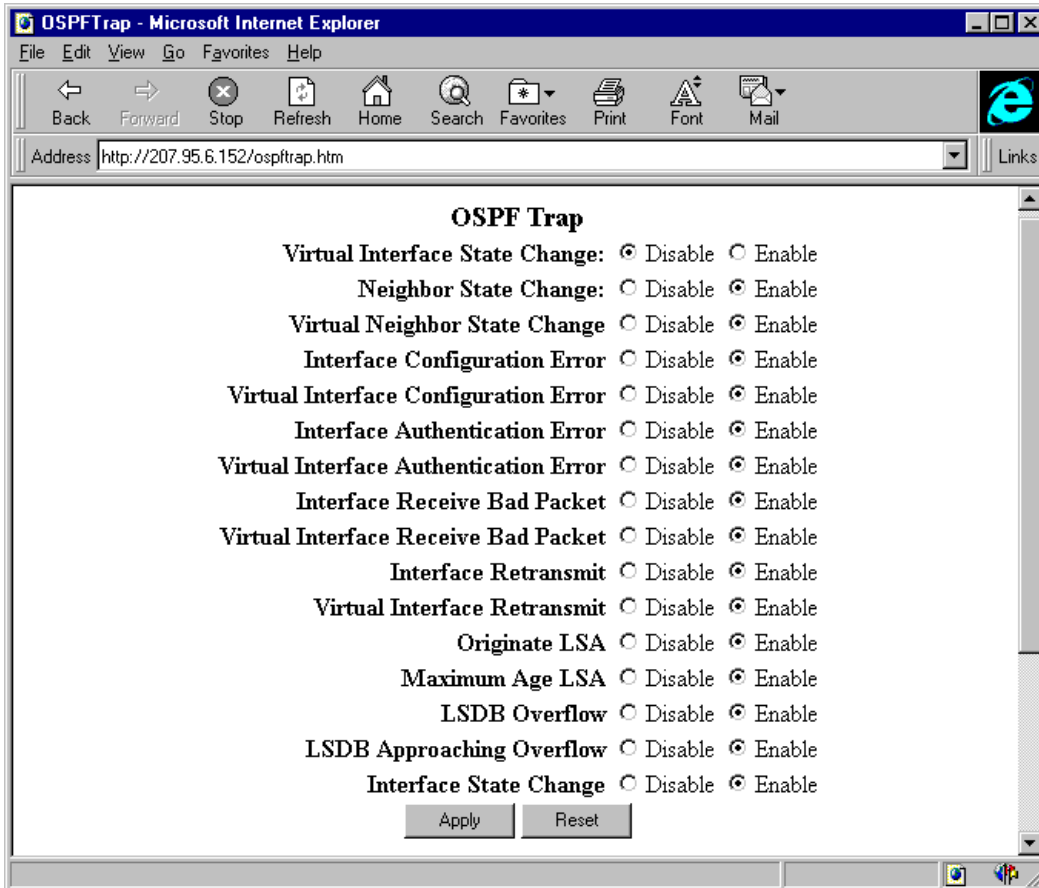 OSPFTrap - Microsoft Internet Explorer
File Edit View Go Favorites Help
Back Forward Stop Refresh Home Search Favorites Print Font Mail
Address http://207.95.6.152/ospftrap.htm Links
OSPF Trap
Virtual Interface State Change: Disable Enable
Neighbor State Change: Disable Enable
Virtual Neighbor State Change Disable Enable
Interface Configuration Error Disable Enable
Virtual Interface Configuration Error Disable Enable
Interface Authentication Error Disable Enable
Virtual Interface Authentication Error Disable Enable
Interface Receive Bad Packet Disable Enable
Virtual Interface Receive Bad Packet Disable Enable
Interface Retransmit Disable Enable
Virtual Interface Retransmit Disable Enable
Originate LSA Disable Enable
Maximum Age LSA Disable Enable
LSDB Overflow Disable Enable
LSDB Approaching Overflow Disable Enable
Interface State Change Disable Enable
Apply Reset